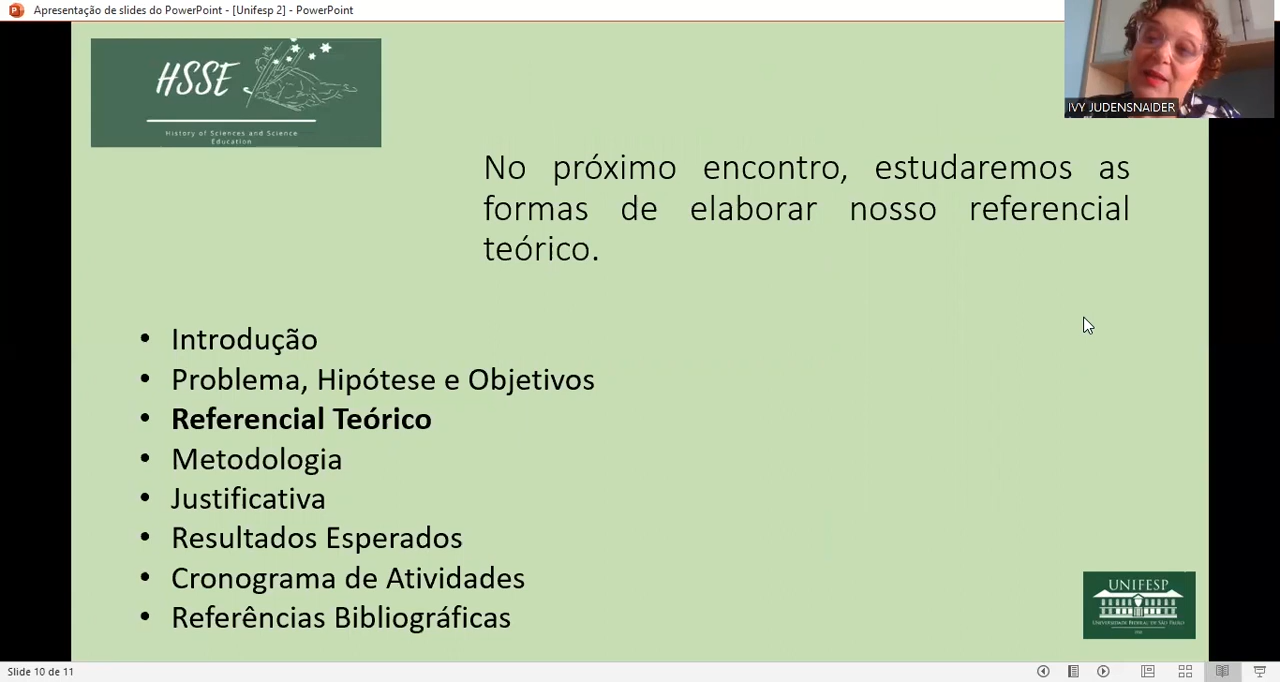 Apresentação de slides do PowerPoint - [Unifesp 2] - PowerPoint
IVY JUDENSNAIDER
HSSE
History of Sciences and Science
Education
No próximo encontro, estudaremos as
formas de elaborar nosso referencial
teórico.
• Introdução
• Problema, Hipótese e Objetivos
• Referencial Teórico
• Metodologia
• Justificativa
• Resultados Esperados
• Cronograma de Atividades
• Referências Bibliográficas
UNIFESP
Universidade Federal de São Paulo
Slide 10 de 11